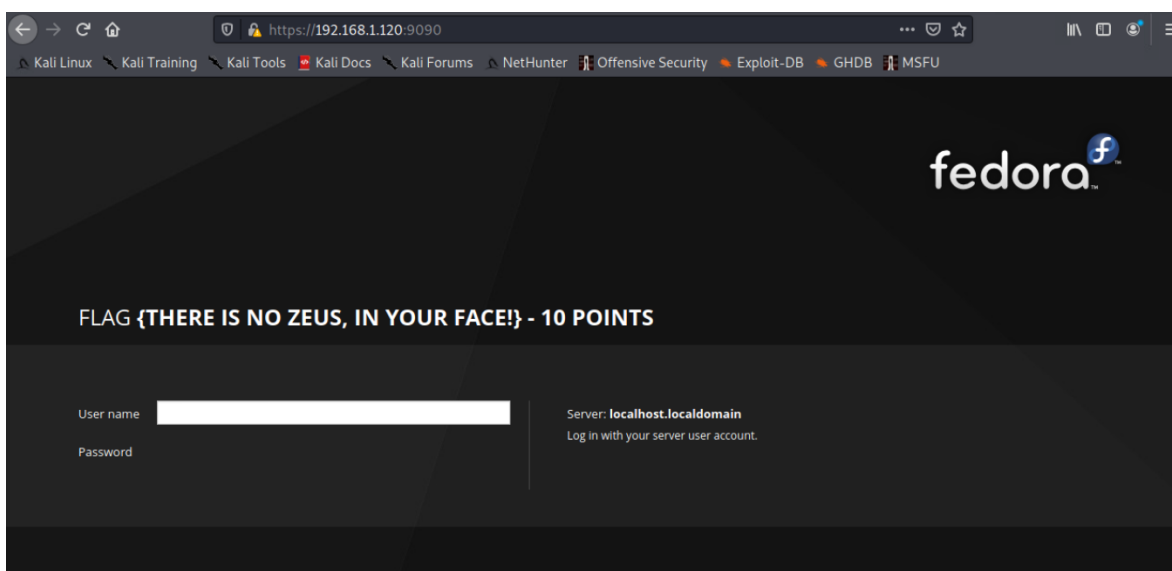 https://192.168.1.120:9090
Kali Linux Kali Training Kali Tools Kali Docs Kali Forums NetHunter Offensive Security Exploit-DB GHDB MSFU
fedora
FLAG {THERE IS NO ZEUS, IN YOUR FACE!} - 10 POINTS
User name
Server: localhost.localdomain
Log in with your server user account.
Password